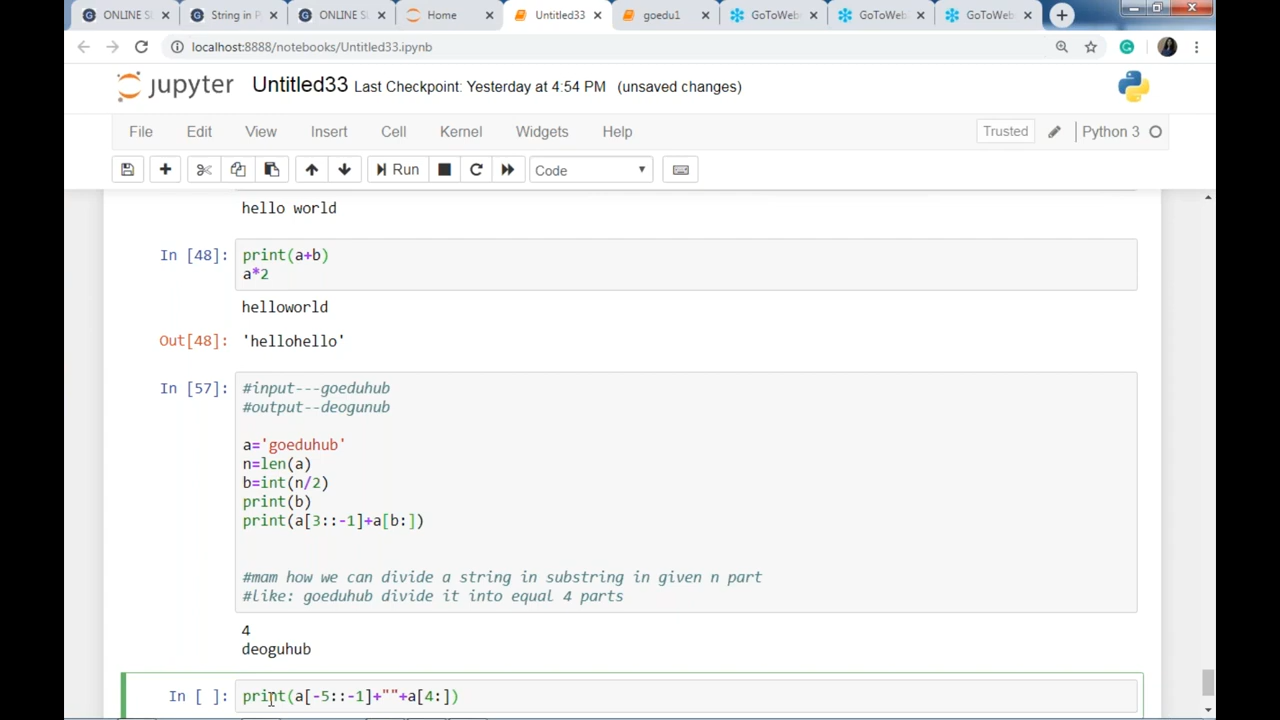 ONLINE SU
String in P
ONLINE SU
Home
Untitled33
goedu1
GoToWeb
GoToWeb
GoToWeb
localhost:8888/notebooks/Untitled33.ipynb
jupyter Untitled33 Last Checkpoint: Yesterday at 4:54 PM (unsaved changes)
File Edit View Insert Cell Kernel Widgets Help Trusted Python 3
Run Code
hello world
In [48]: print(a+b)
a*2
helloworld
Out[48]: 'hellohello'
In [57]: #input---goeduhub
#output--deogunub
a='goeduhub'
n=len(a)
b=int(n/2)
print(b)
print(a[3::-1]+a[b:])
#mam how we can divide a string in substring in given n part
#like: goeduhub divide it into equal 4 parts
4
deoguhub
In [ ]: print(a[-5::-1]+""+a[4:])